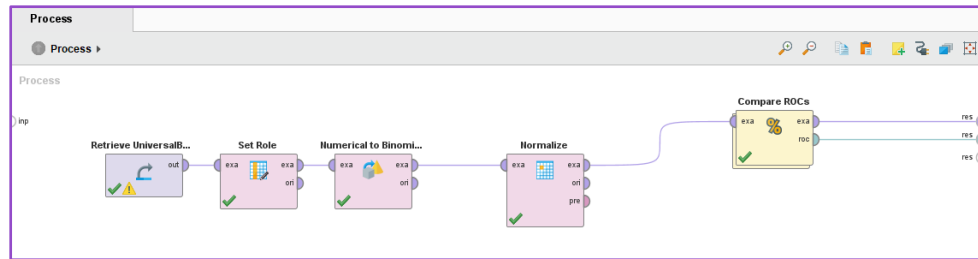 Process
Process
Process
inp
Retrieve UniversalB...
out
Set Role
exa
exa
ori
Numerical to Binomi...
exa
exa
ori
Normalize
exa
exa
ori
pre
Compare ROCs
exa
%
exa
roc
res
res
res